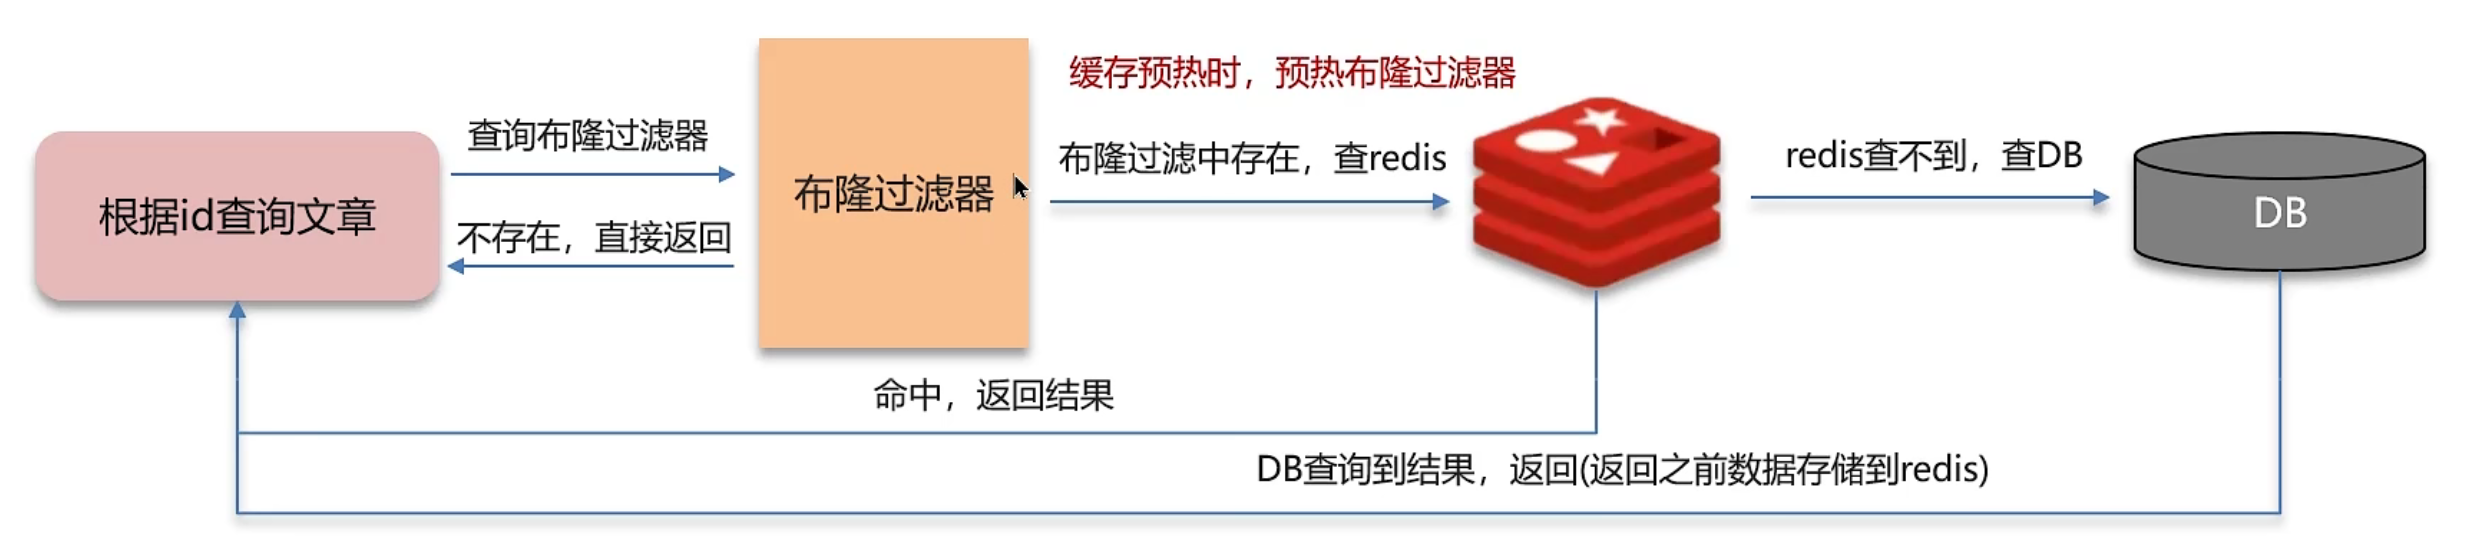 缓存预热时，预热布隆过滤器
查询布隆过滤器
布隆过滤中存在，查redis
redis查不到，查DB
根据id查询文章
布隆过滤器
DB
不存在，直接返回
命中，返回结果
DB查询到结果，返回(返回之前数据存储到redis)